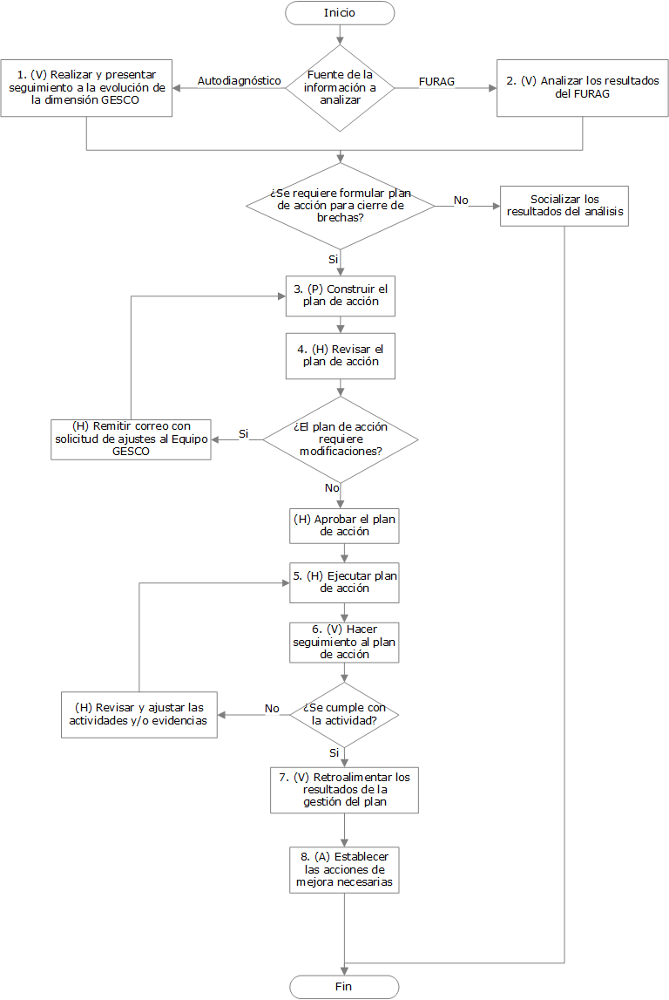 Inicio
Fuente de la
información a
analizar
Autodiagnóstico
FURAG
1. (V) Realizar y presentar
seguimiento a la evolución de
la dimensión GESCO
2. (V) Analizar los resultados
del FURAG
¿Se requiere formular plan
de acción para cierre de
brechas?
No
Socializar los
resultados del análisis
Si
3. (P) Construir el
plan de acción
4. (H) Revisar el
plan de acción
¿El plan de acción
requiere
modificaciones?
Si
(H) Remitir correo con
solicitud de ajustes al Equipo
GESCO
No
(H) Aprobar el plan
de acción
5. (H) Ejecutar plan
de acción
6. (V) Hacer
seguimiento al plan
de acción
¿Se cumple con
la actividad?
No
(H) Revisar y ajustar las
actividades y/o evidencias
Si
7. (V) Retroalimentar los
resultados de la
gestión del plan
8. (A) Establecer
las acciones de
mejora necesarias
Fin